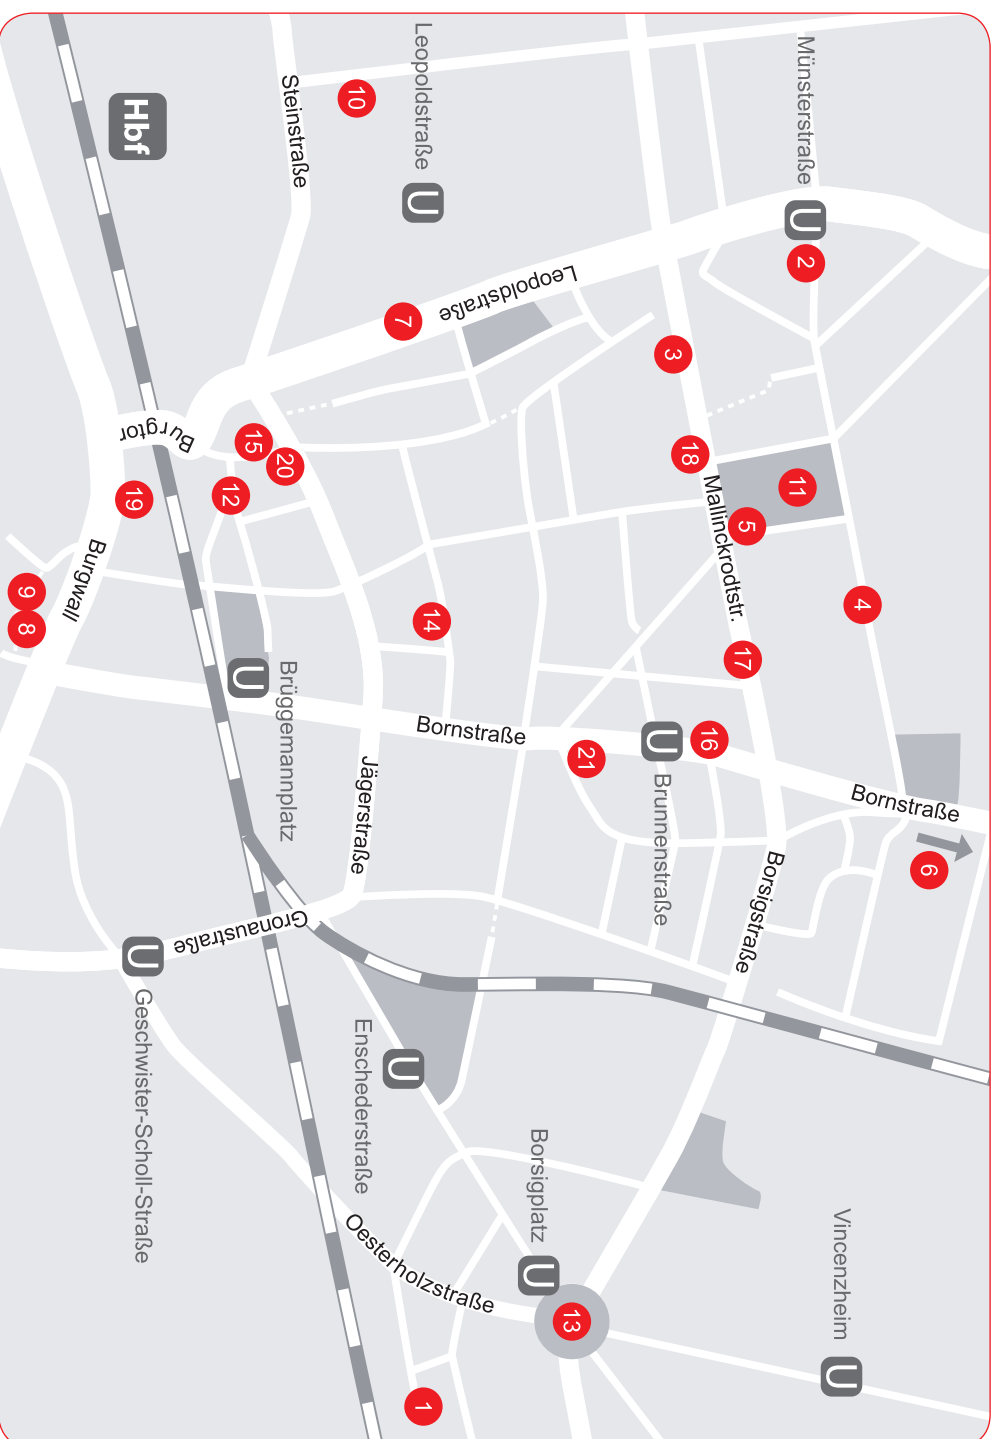 6
Bornstraße
4
Vincenzheim
U
Münsterstraße
U
2
11
Borsigstraße
5
17
Mallinckrodtstr.
16
18
3
U
Brunnenstraße
21
13
Borsigplatz
U
Leopoldstraße
Bornstraße
14
Leopoldstraße
U
1
Oesterholzstraße
7
U
Enschederstraße
Jägerstraße
10
Steinstraße
20
Brüggemannplatz
15
U
Gronaustraße
12
Burgtor
U
Geschwister-Scholl-Straße
Hbf
19
Burgwall
9
8